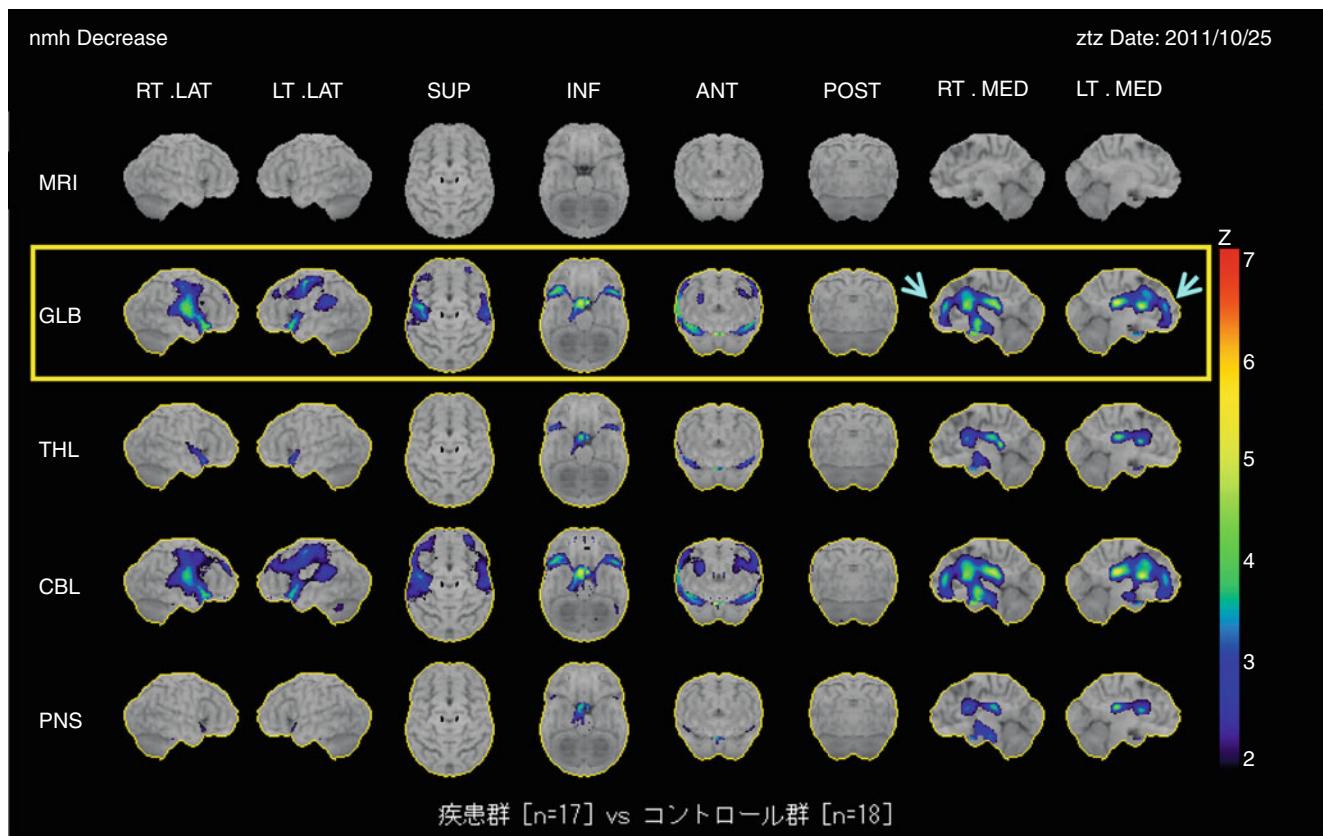 nmh Decrease
ztz Date: 2011/10/25
RT .LAT LT .LAT SUP INF ANT POST RT . MED LT . MED
MRI
GLB
THL
CBL
PNS
Z
7
6
5
4
3
2
疾患群 [n=17] vs コントロール群 [n=18]